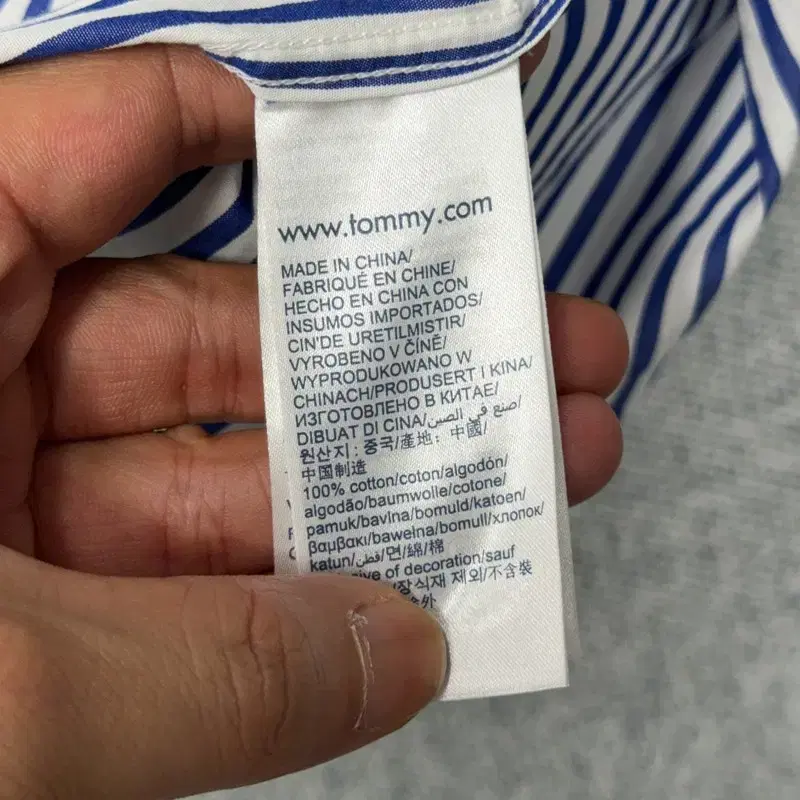 www.tommy.com
MADE IN CHINA/
FABRIQUÉ EN CHINE/
HECHO EN CHINA CON
INSUMOS IMPORTADOS/
CIN'DE URETILMISTIR/
VYROBENO V ČÍNĚ/
WYPRODUKOWANO W
CHINACH/PRODUSERT I KINA/
ИЗГОТОВЛЕНО В КИТАЕ/
DIBUAT DI CINA/صنع في الصين/
원산지 : 중국/產地 : 中國/
中国制造
100% cotton/coton/algodón/
algodão/baumwolle/cotone/
pamuk/bavlna/bomuld/katoen/
βαμβακι/bawełna/bomull/хлопок/
katun/قطن/면/綿/棉
of decoration/sauf
/장식재 제외/不含裝
外